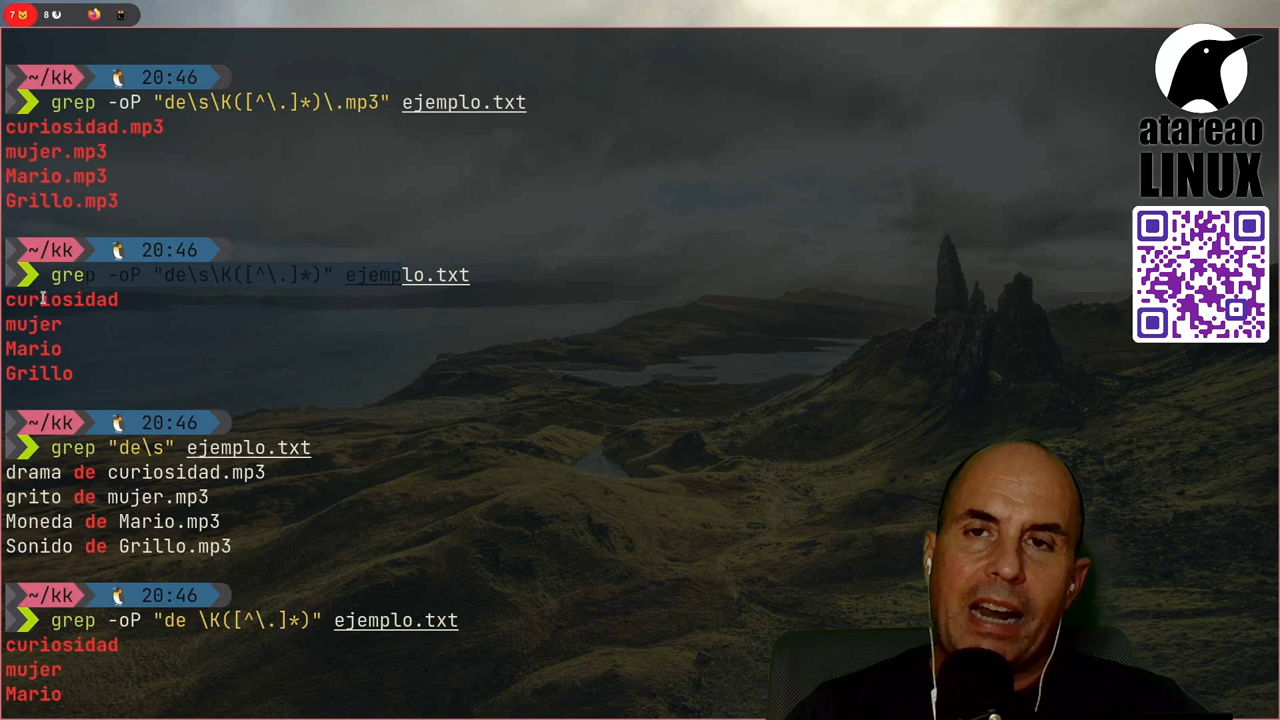 7 8
~/kk 20:46
grep -oP "de\s\K([^\.]*)\.mp3" ejemplo.txt
curiosidad.mp3
mujer.mp3
Mario.mp3
Grillo.mp3
~/kk 20:46
grep -oP "de\s\K([^\.]*)" ejemplo.txt
curiosidad
mujer
Mario
Grillo
~/kk 20:46
grep "de\s" ejemplo.txt
drama de curiosidad.mp3
grito de mujer.mp3
Moneda de Mario.mp3
Sonido de Grillo.mp3
~/kk 20:46
grep -oP "de \K([^\.]*)" ejemplo.txt
curiosidad
mujer
Mario
atareao
LINUX